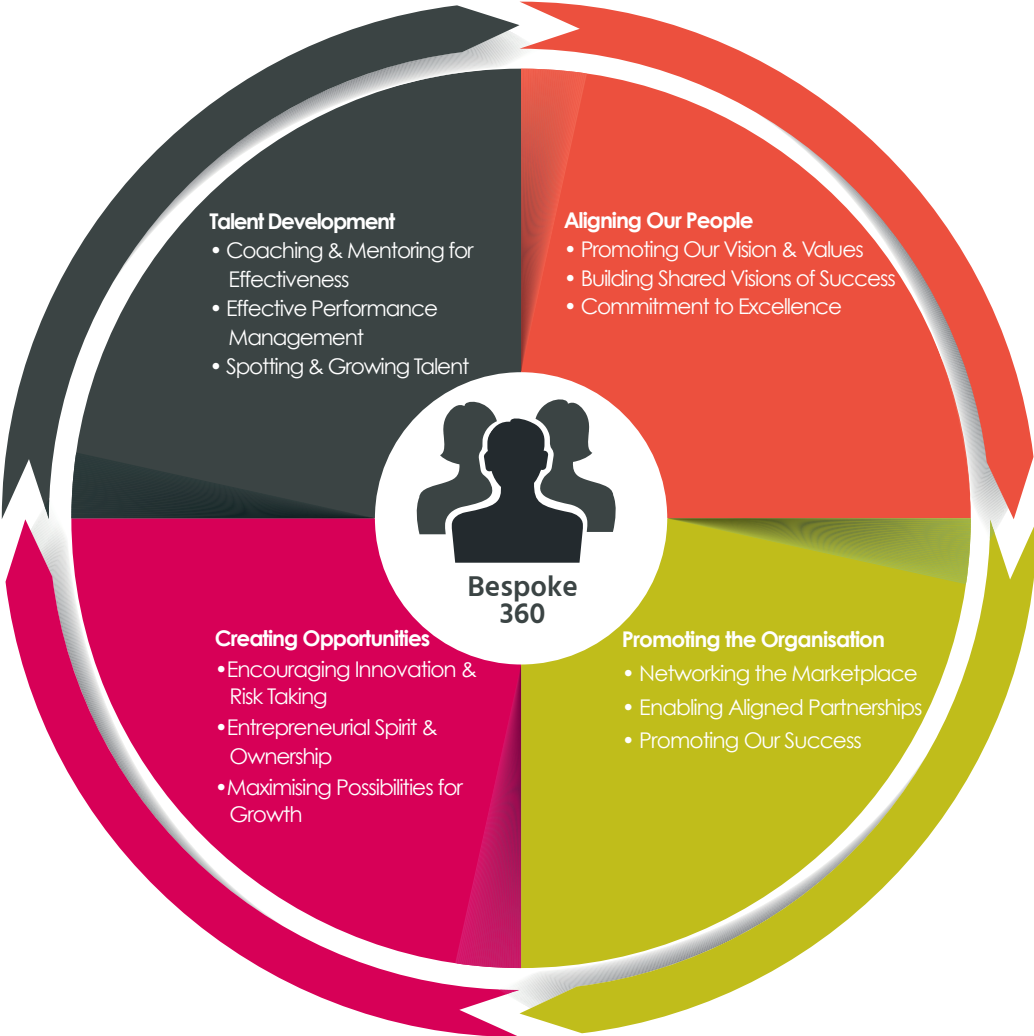 Talent Development
• Coaching & Mentoring for
Effectiveness
• Effective Performance
Management
• Spotting & Growing Talent
Aligning Our People
• Promoting Our Vision & Values
• Building Shared Visions of Success
• Commitment to Excellence
Bespoke
360
Creating Opportunities
•Encouraging Innovation &
Risk Taking
•Entrepreneurial Spirit &
Ownership
•Maximising Possibilities for
Growth
Promoting the Organisation
• Networking the Marketplace
• Enabling Aligned Partnerships
• Promoting Our Success